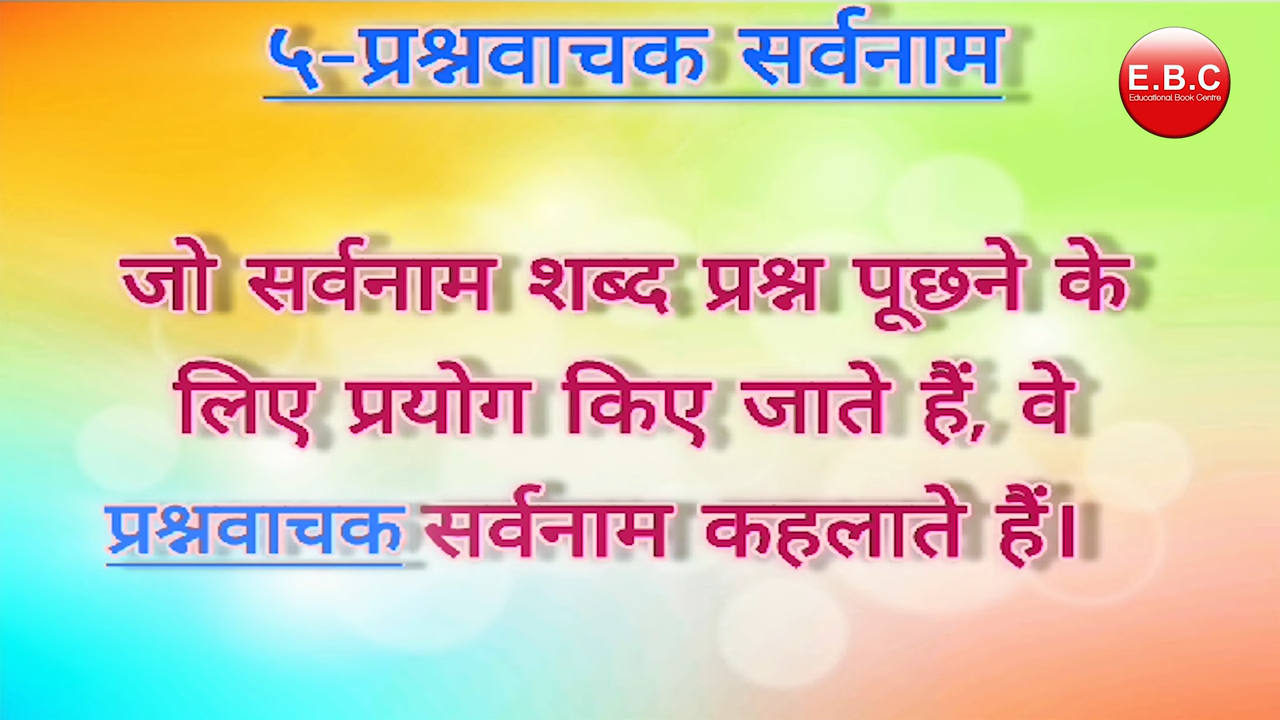 ५-प्रश्नवाचक सर्वनाम
E.B.C
Educational Book Centre
जो सर्वनाम शब्द प्रश्न पूछने के
लिए प्रयोग किए जाते हैं, वे
प्रश्नवाचक सर्वनाम कहलाते हैं।